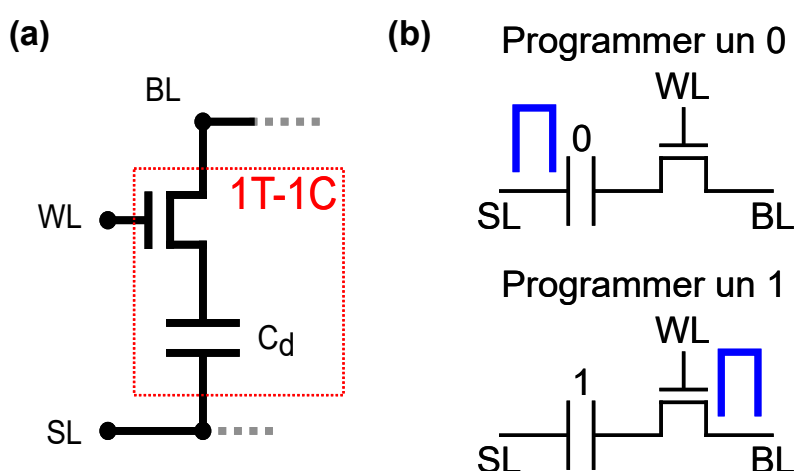 (a)
BL
WL
1T-1C
Cd
SL
(b)
Programmer un 0
WL
0
SL
BL
Programmer un 1
WL
1
SL
BL